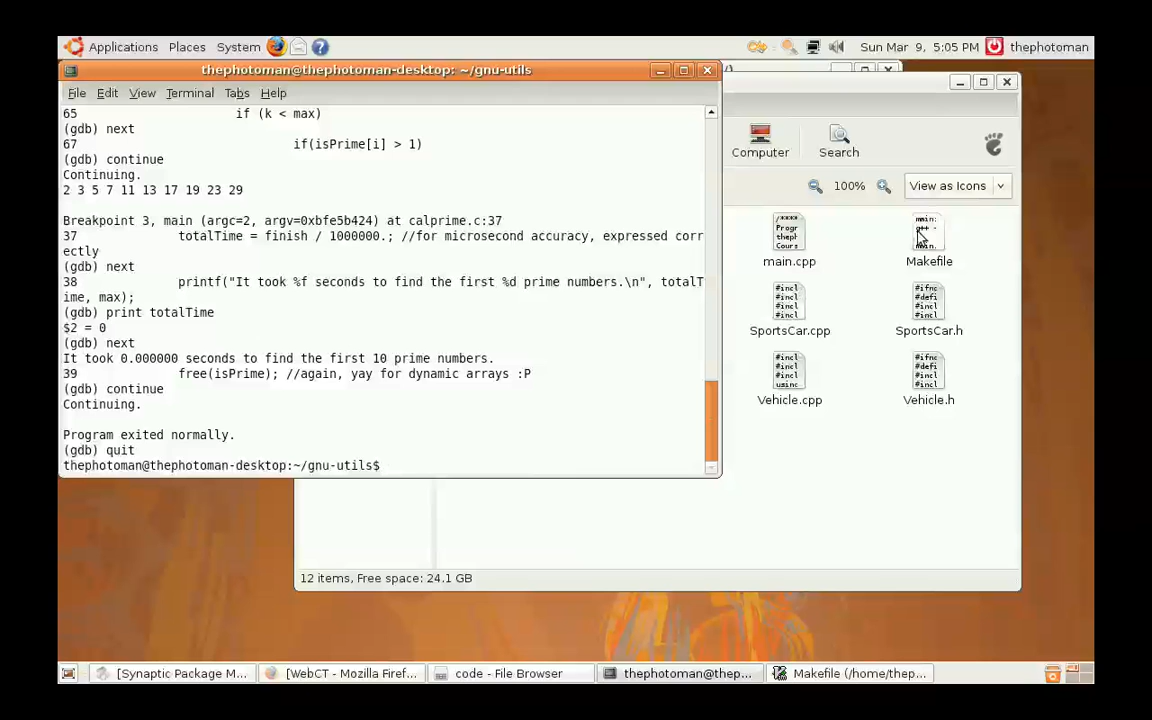 Applications Places System
Sun Mar 9, 5:05 PM thephotoman
thephotoman@thephotoman-desktop: ~/gnu-utils
File Edit View Terminal Tabs Help
65 if (k < max)
(gdb) next
67 if(isPrime[i] > 1)
(gdb) continue
Continuing.
2 3 5 7 11 13 17 19 23 29
Breakpoint 3, main (argc=2, argv=0xbfe5b424) at calprime.c:37
37 totalTime = finish / 1000000.; //for microsecond accuracy, expressed corr
ectly
(gdb) next
38 printf("It took %f seconds to find the first %d prime numbers.\n", totalT
ime, max);
(gdb) print totalTime
$2 = 0
(gdb) next
It took 0.000000 seconds to find the first 10 prime numbers.
39 free(isPrime); //again, yay for dynamic arrays :P
(gdb) continue
Continuing.
Program exited normally.
(gdb) quit
thephotoman@thephotoman-desktop:~/gnu-utils$
Computer Search
100% View as Icons
main.cpp Makefile
SportsCar.cpp SportsCar.h
Vehicle.cpp Vehicle.h
12 items, Free space: 24.1 GB
[Synaptic Package M... [WebCT - Mozilla Firef... code - File Browser thephotoman@thep... Makefile (/home/thep...